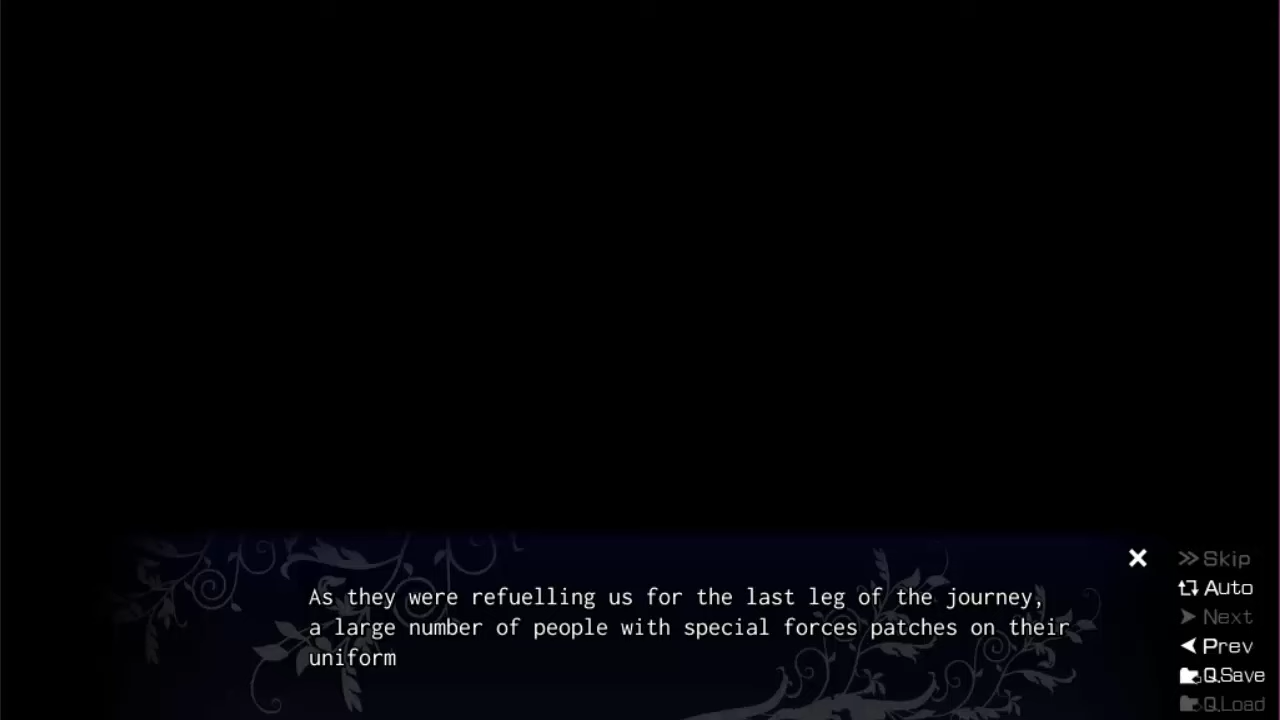 As they were refuelling us for the last leg of the journey,
a large number of people with special forces patches on their
uniform
Skip
Auto
Next
Prev
Q.Save
Q.Load